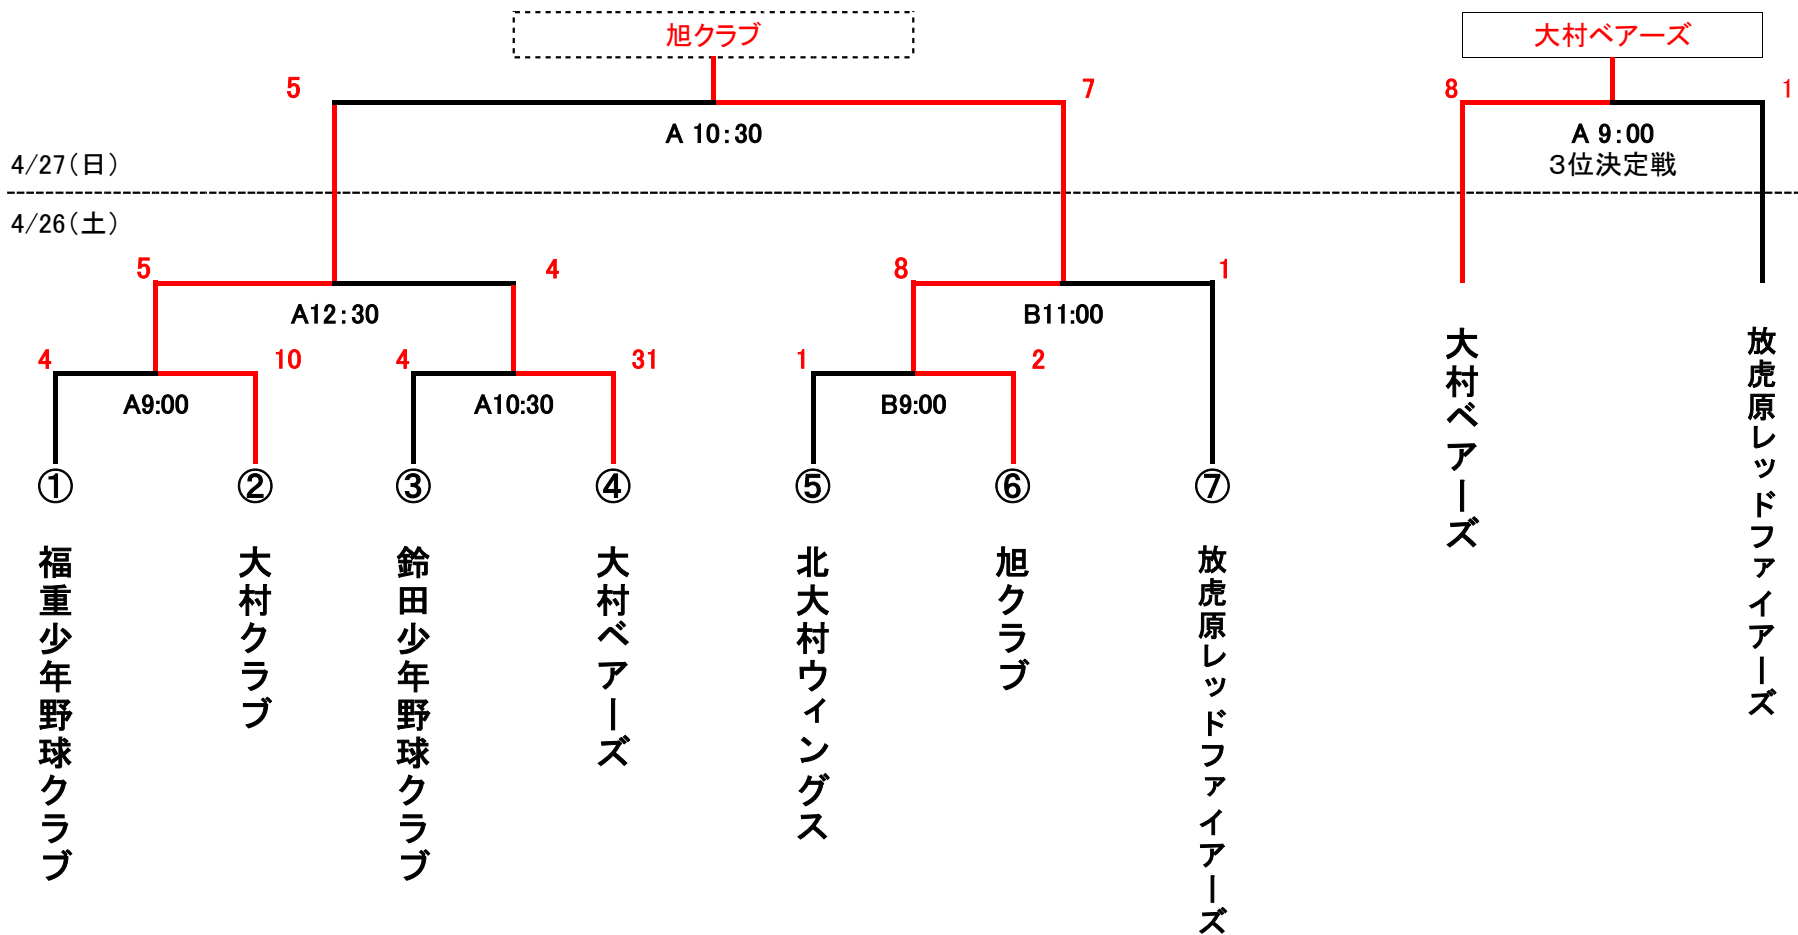 旭クラブ
大村ベアーズ
5
7
8
1
A 10:30
A 9:00
3位決定戦
4/27(日)
4/26(土)
5
4
8
1
A12:30
B11:00
4
10
4
31
1
2
A9:00
A10:30
B9:00
①
②
③
④
⑤
⑥
⑦
福重少年野球クラブ
大村クラブ
鈴田少年野球クラブ
大村ベアーズ
北大村ウィングス
旭クラブ
放虎原レッドファイアーズ
大村ベアーズ
放虎原レッドファイアーズ